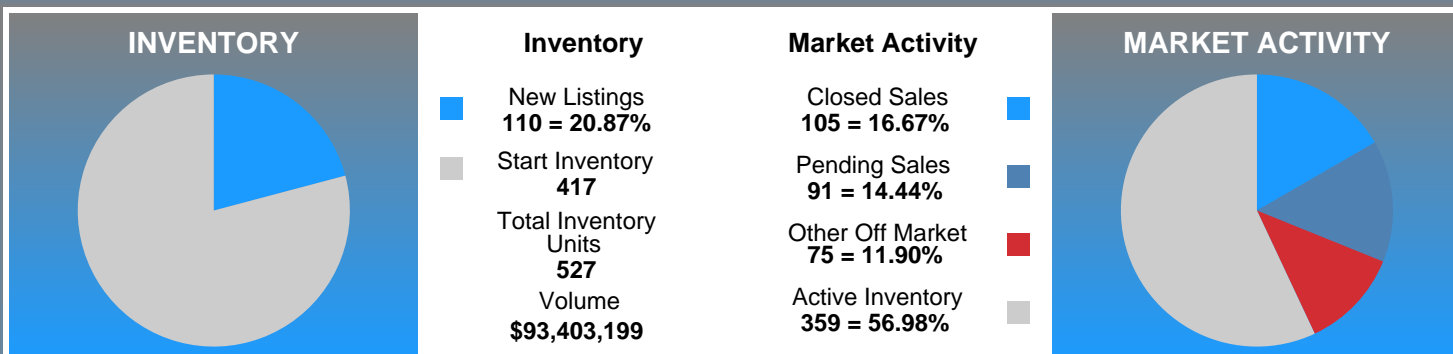 INVENTORY
Inventory
New Listings
110 = 20.87%
Start Inventory
417
Total Inventory
Units
527
Volume
$93,403,199
Market Activity
Closed Sales
105 = 16.67%
Pending Sales
91 = 14.44%
Other Off Market
75 = 11.90%
Active Inventory
359 = 56.98%
MARKET ACTIVITY